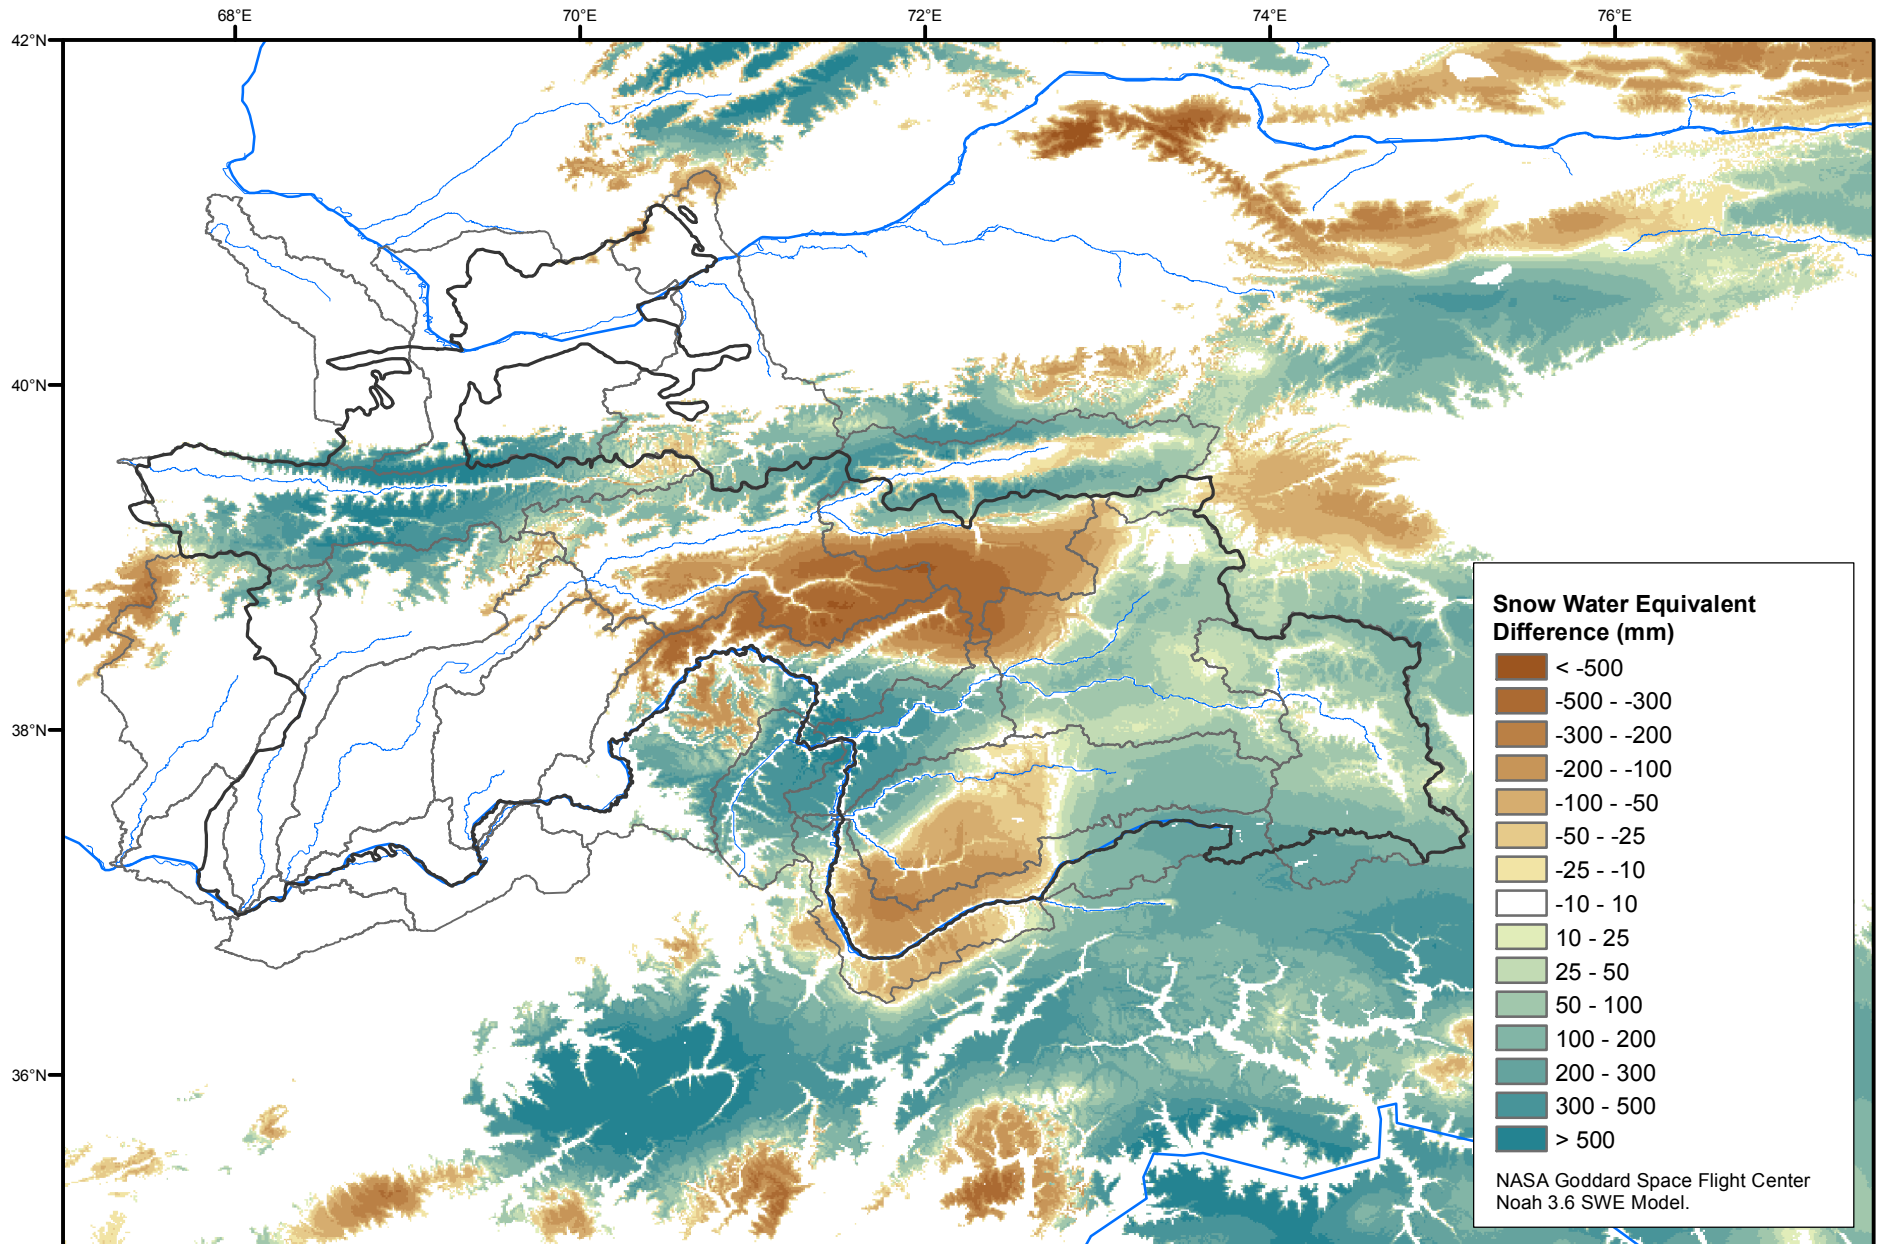 68°E
70°E
72°E
74°E
76°E
42°N
40°N
38°N
36°N
Snow Water Equivalent
Difference (mm)
< -500
-500 - -300
-300 - -200
-200 - -100
-100 - -50
-50 - -25
-25 - -10
-10 - 10
10 - 25
25 - 50
50 - 100
100 - 200
200 - 300
300 - 500
> 500
NASA Goddard Space Flight Center
Noah 3.6 SWE Model.